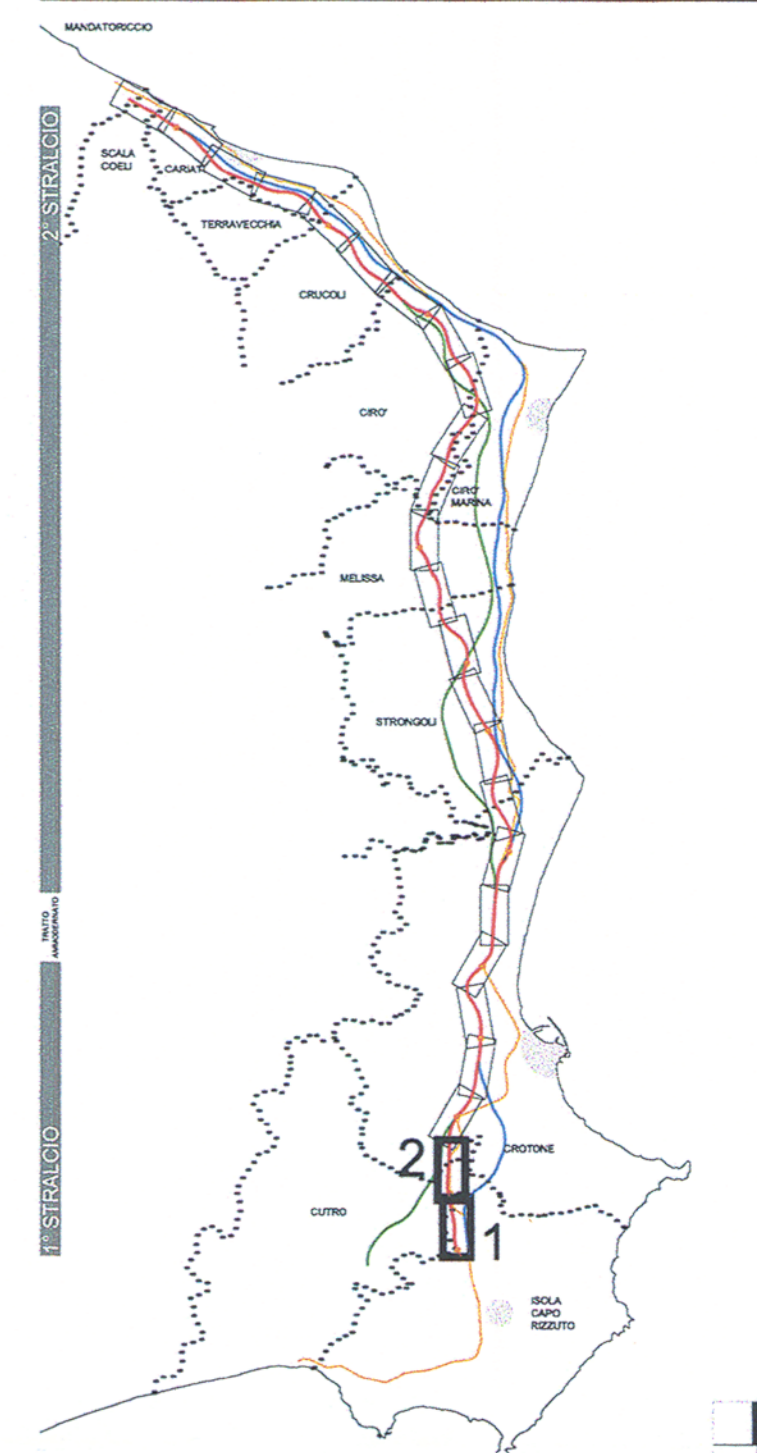 MANDATORICCIO
2° STRALCIO
SCALA
COELI
CARIATI
TERRAVECCHIA
CRUCOLI
CIRO'
CIRO'
MARINA
MELISSA
STRONGOLI
TRATTO
AMMODERNATO
1° STRALCIO
2
CROTONE
CUTRO
1
ISOLA
CAPO
RIZZUTO